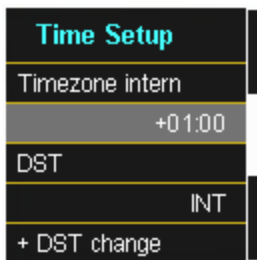 Time Setup
Timezone intern
+01:00
DST
INT
+ DST change